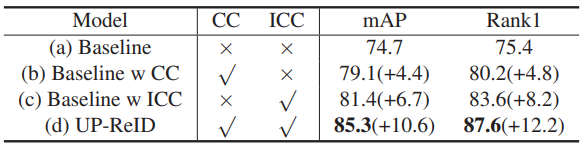 Model CC ICC mAP Rank1
(a) Baseline × × 74.7 75.4
(b) Baseline w CC √ × 79.1(+4.4) 80.2(+4.8)
(c) Baseline w ICC × √ 81.4(+6.7) 83.6(+8.2)
(d) UP-ReID √ √ 85.3(+10.6) 87.6(+12.2)